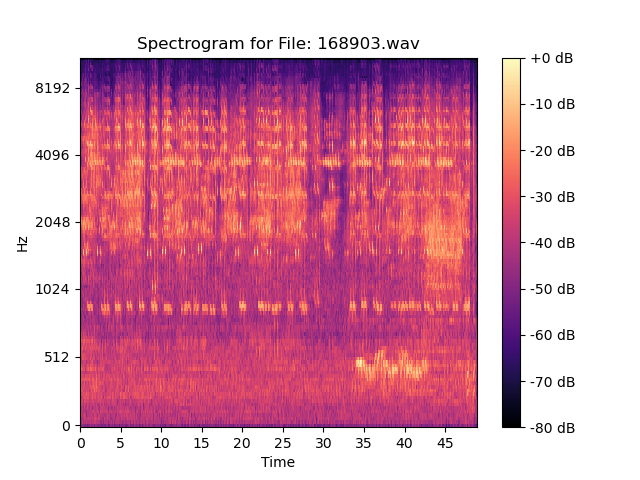 Spectrogram for File: 168903.wav
+0 dB
8192
-10 dB
4096
-20 dB
-30 dB
2048
-40 dB
Hz
1024
-50 dB
512
-60 dB
-70 dB
0
-80 dB
0 5 10 15 20 25 30 35 40 45
Time